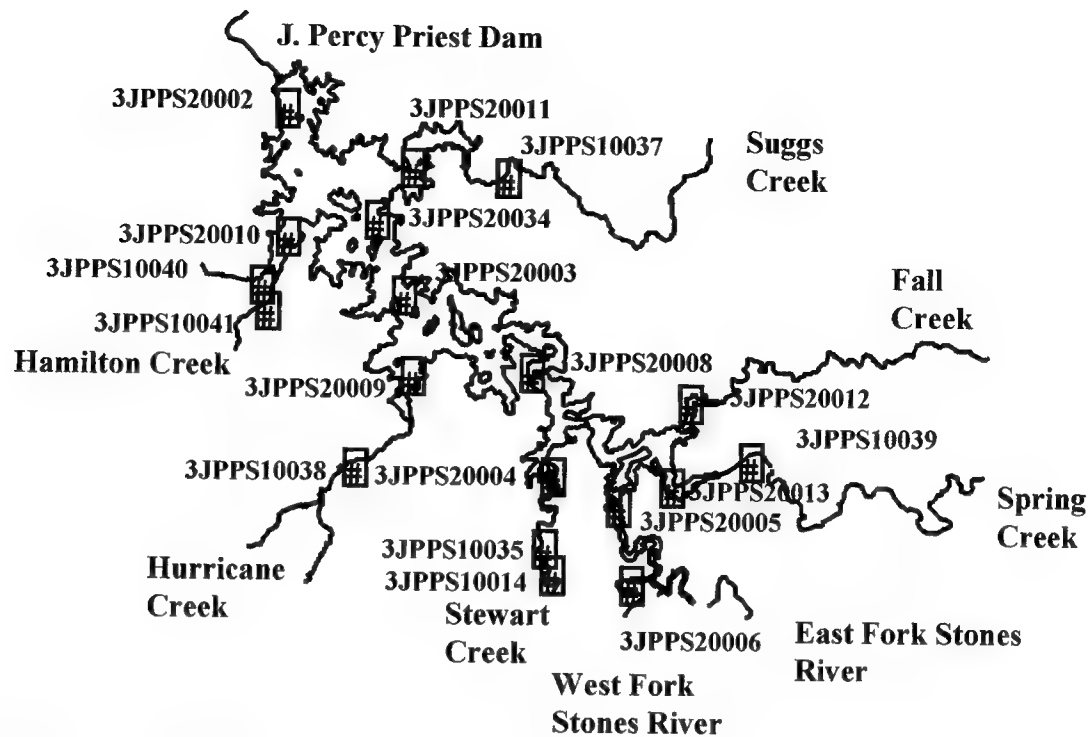 J. Percy Priest Dam
3JPPS20002
3JPPS20011
3JPPS10037
Suggs
Creek
3JPPS20034
3JPPS20010
3JPPS10040
3JPPS20003
3JPPS10041
Hamilton Creek
Fall
Creek
3JPPS20009
3JPPS20008
3JPPS20012
3JPPS10039
3JPPS10038
3JPPS20004
3JPPS20013
3JPPS20005
Spring
Creek
3JPPS10035
3JPPS10014
Hurricane
Creek
Stewart
Creek
3JPPS20006
East Fork Stones
River
West Fork
Stones River